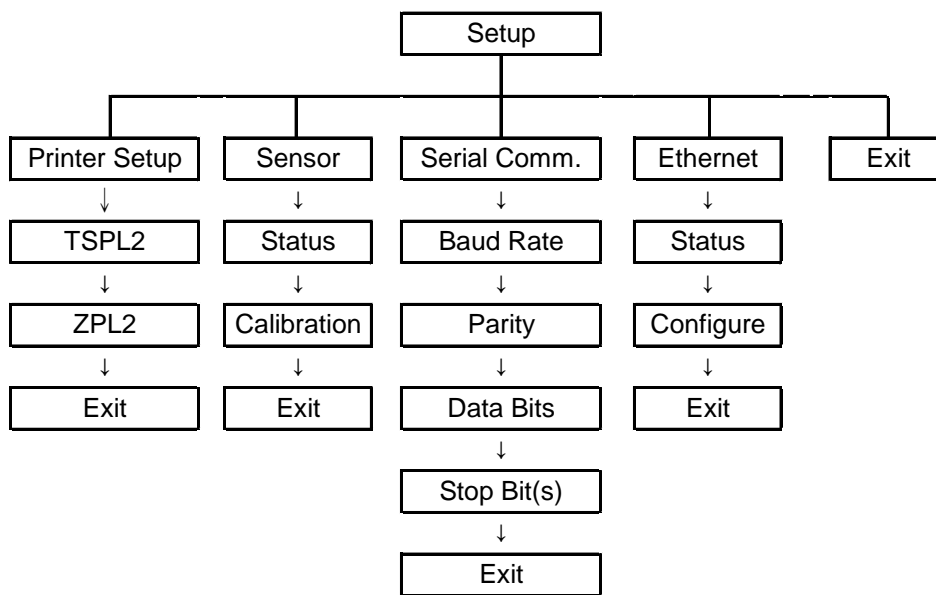 Setup
Printer Setup
Sensor
Serial Comm.
Ethernet
Exit
↓ ↓ ↓ ↓
TSPL2
Status
Baud Rate
Status
↓ ↓ ↓ ↓
ZPL2
Calibration
Parity
Configure
↓ ↓ ↓ ↓
Exit
Exit
Data Bits
Exit
↓
Stop Bit(s)
↓
Exit